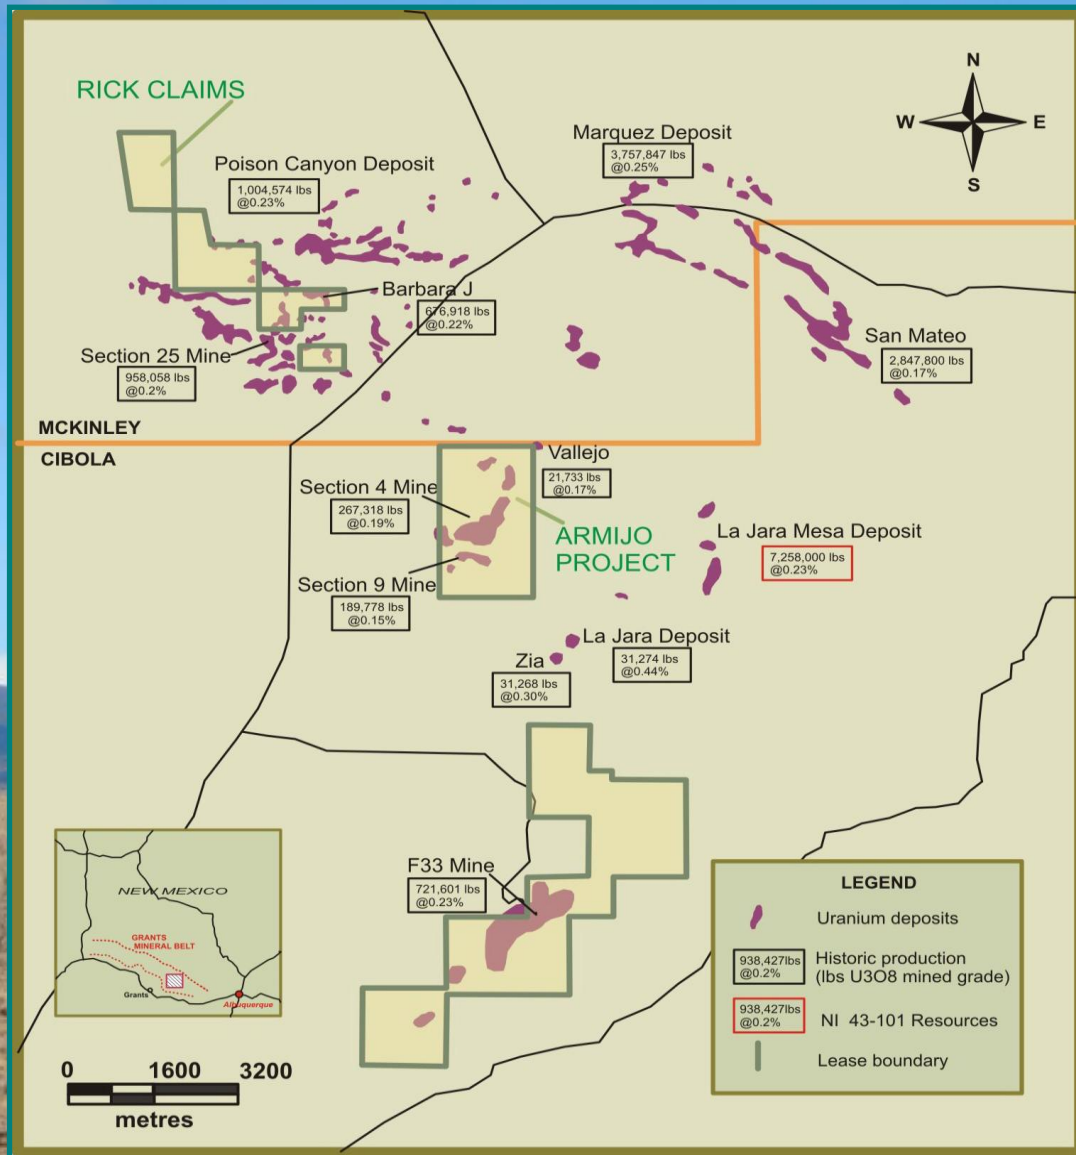 RICK CLAIMS
N
W
E
S
Marquez Deposit
3,757,847 lbs
@0.25%
Poison Canyon Deposit
1,004,574 lbs
@0.23%
Barbara J
676,918 lbs
@0.22%
San Mateo
2,847,800 lbs
@0.17%
Section 25 Mine
958,058 lbs
@0.2%
MCKINLEY
CIBOLA
Vallejo
21,733 lbs
@0.17%
Section 4 Mine
267,318 lbs
@0.19%
ARMIJO
PROJECT
La Jara Mesa Deposit
7,258,000 lbs
@0.23%
Section 9 Mine
189,778 lbs
@0.15%
La Jara Deposit
31,274 lbs
@0.44%
Zia
31,268 lbs
@0.30%
F33 Mine
721,601 lbs
@0.23%
NEW MEXICO
GRANTS
MINERAL BELT
Grants
Albuquerque
LEGEND
Uranium deposits
938,427lbs
@0.2%
Historic production
(lbs U3O8 mined grade)
938,427lbs
@0.2%
NI 43-101 Resources
Lease boundary
0 1600 3200
metres